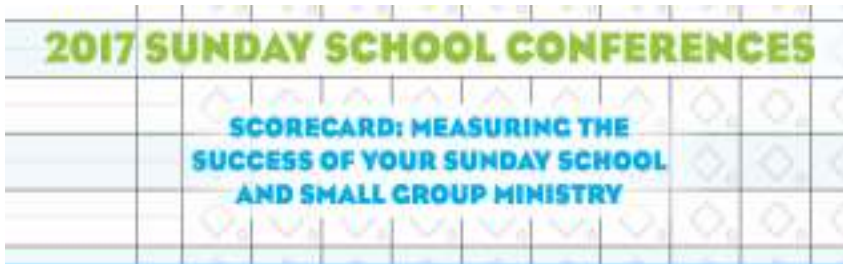 2017 SUNDAY SCHOOL CONFERENCES
SCORECARD: MEASURING THE
SUCCESS OF YOUR SUNDAY SCHOOL
AND SMALL GROUP MINISTRY